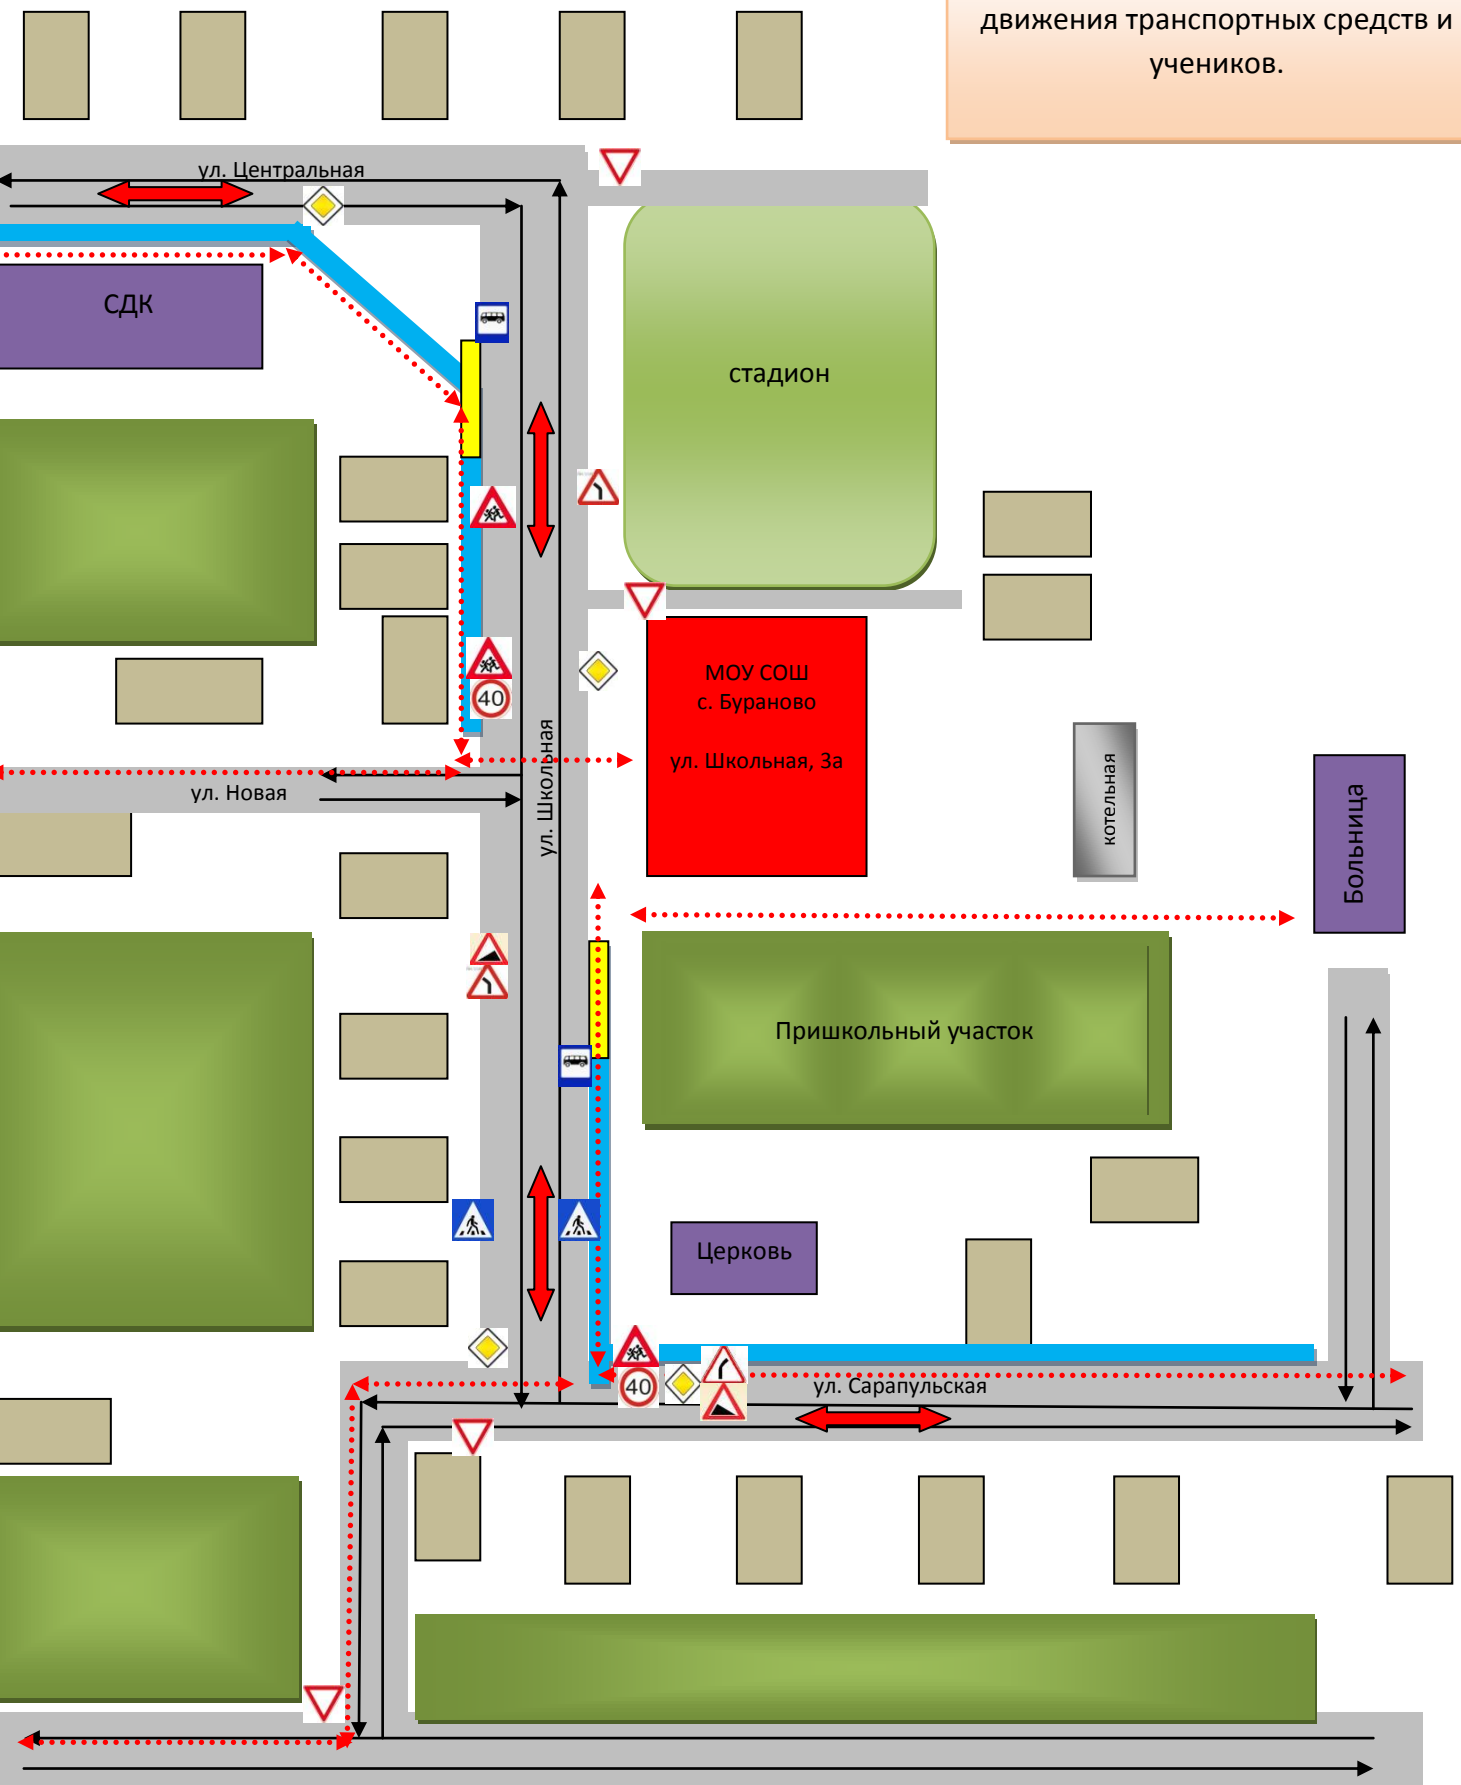 движения транспортных средств и
учеников.
ул. Центральная
СДК
стадион
МОУ СОШ
с. Бураново
ул. Школьная, 3а
40
ул. Школьная
ул. Новая
котельная
Больница
Пришкольный участок
Церковь
40
ул. Сарапульская